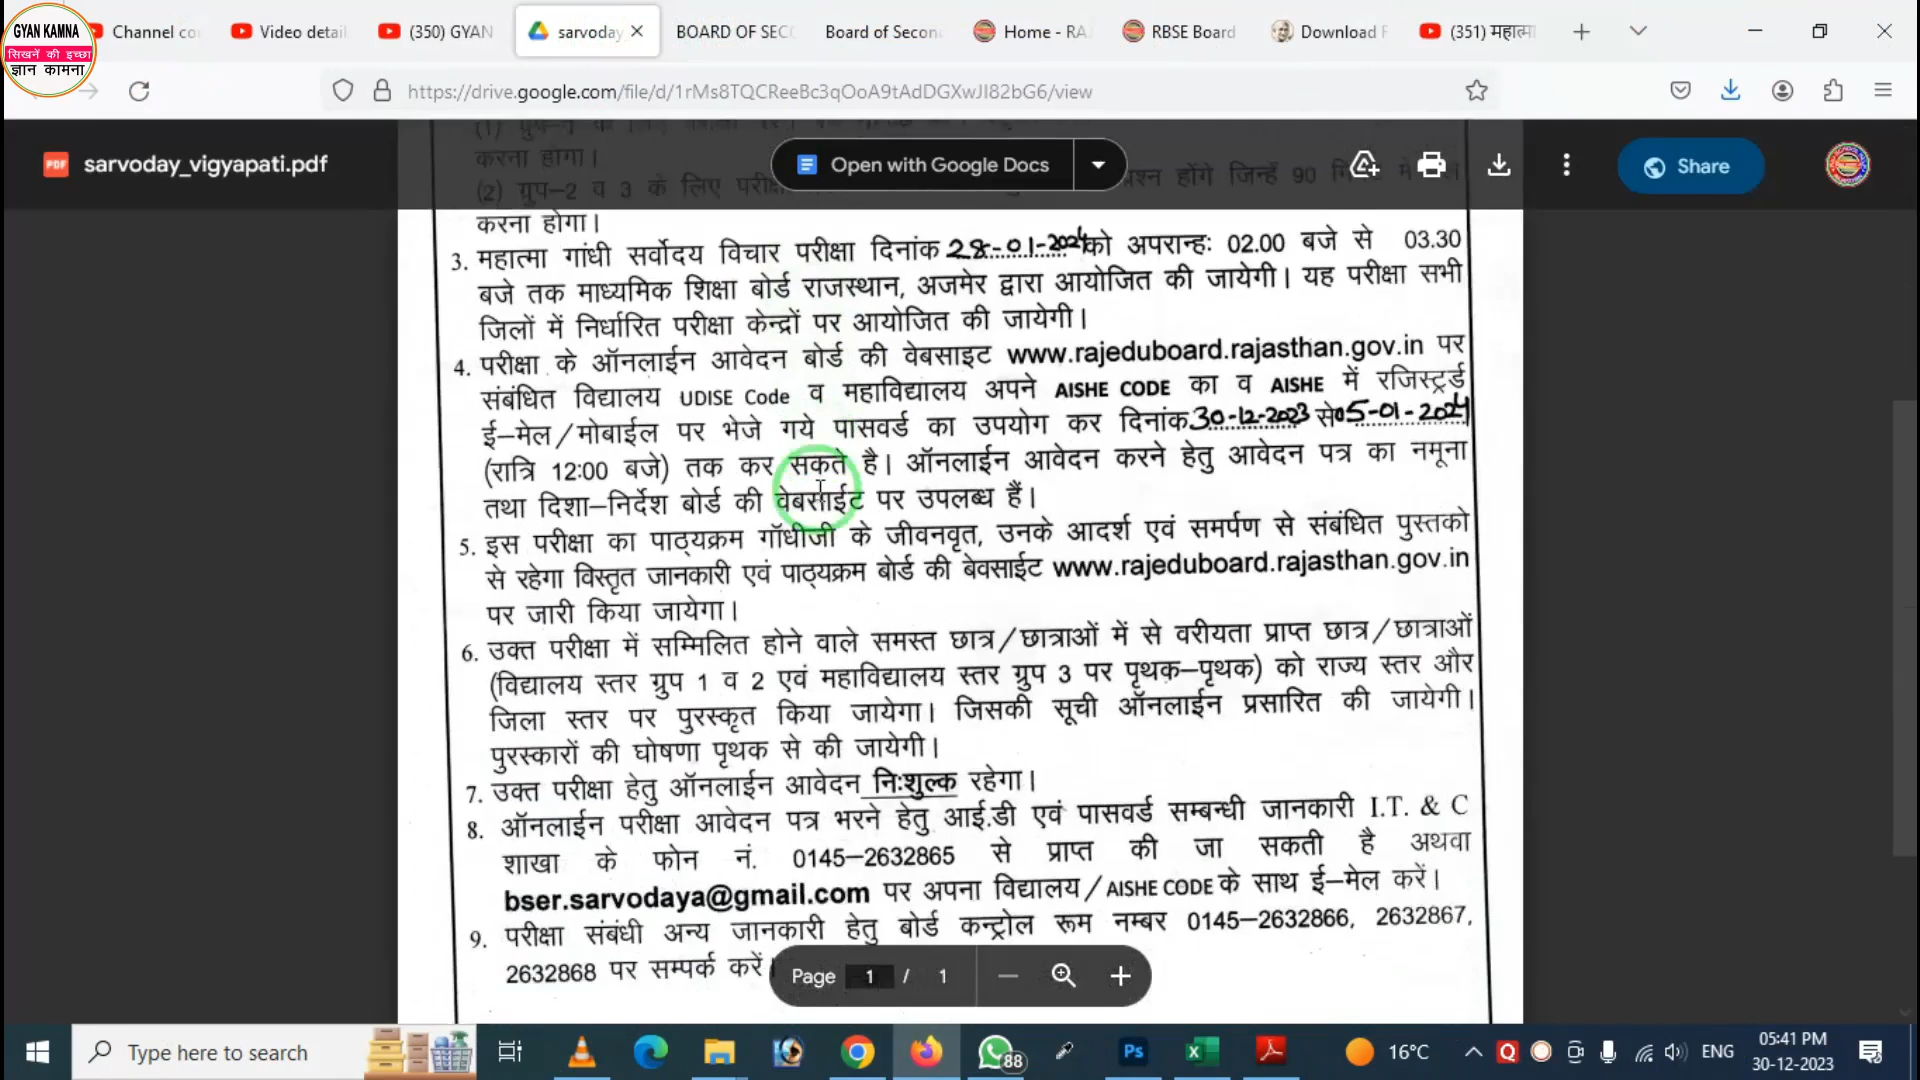 GYAN KAMNA
सिखनें की इच्छा
ज्ञान कामना
Channel co
Video detail
(350) GYAN
sarvoday
BOARD OF SEC
Board of Secon
Home - RA
RBSE Board
Download F
(351) महात्म
https://drive.google.com/file/d/1rMs8TQCReeBc3qOoA9tAdDGXwJI82bG6/view
PDF
sarvoday_vigyapati.pdf
Open with Google Docs
Share
करना होगा।
(2) ग्रुप–2 व 3 के लिए परीक्षा प्रश्न होंगे जिन्हें 90
करना होगा।
3. महात्मा गांधी सर्वोदय विचार परीक्षा दिनांक 28-01-2024 को अपरान्हः 02.00 बजे से 03.30
बजे तक माध्यमिक शिक्षा बोर्ड राजस्थान, अजमेर द्वारा आयोजित की जायेगी। यह परीक्षा सभी
जिलों में निर्धारित परीक्षा केन्द्रों पर आयोजित की जायेगी।
4. परीक्षा के ऑनलाईन आवेदन बोर्ड की वेबसाइट www.rajeduboard.rajasthan.gov.in पर
संबंधित विद्यालय UDISE Code व महाविद्यालय अपने AISHE CODE का व AISHE में रजिस्ट्रर्ड
ई–मेल/मोबाईल पर भेजे गये पासवर्ड का उपयोग कर दिनांक 30-12-2023 से 05-01-2024
(रात्रि 12:00 बजे) तक कर सकते है। ऑनलाईन आवेदन करने हेतु आवेदन पत्र का नमूना
तथा दिशा–निर्देश बोर्ड की वेबसाईट पर उपलब्ध हैं।
5. इस परीक्षा का पाठ्यक्रम गॉधीजी के जीवनवृत, उनके आदर्श एवं समर्पण से संबंधित पुस्तको
से रहेगा विस्तृत जानकारी एवं पाठ्यक्रम बोर्ड की बेवसाईट www.rajeduboard.rajasthan.gov.in
पर जारी किया जायेगा।
6. उक्त परीक्षा में सम्मिलित होने वाले समस्त छात्र/छात्राओं में से वरीयता प्राप्त छात्र/छात्राओं
(विद्यालय स्तर ग्रुप 1 व 2 एवं महाविद्यालय स्तर ग्रुप 3 पर पृथक–पृथक) को राज्य स्तर और
जिला स्तर पर पुरस्कृत किया जायेगा। जिसकी सूची ऑनलाईन प्रसारित की जायेगी।
पुरस्कारों की घोषणा पृथक से की जायेगी।
7. उक्त परीक्षा हेतु ऑनलाईन आवेदन निःशुल्क रहेगा।
8. ऑनलाईन परीक्षा आवेदन पत्र भरने हेतु आई.डी एवं पासवर्ड सम्बन्धी जानकारी I.T. & C
शाखा के फोन नं. 0145–2632865 से प्राप्त की जा सकती है अथवा
bser.sarvodaya@gmail.com पर अपना विद्यालय/AISHE CODE के साथ ई–मेल करें।
9. परीक्षा संबंधी अन्य जानकारी हेतु बोर्ड कन्ट्रोल रूम नम्बर 0145–2632866, 2632867,
2632868 पर सम्पर्क करें।
Page 1 / 1
Type here to search
88
Ps
16°C
ENG
05:41 PM
30-12-2023